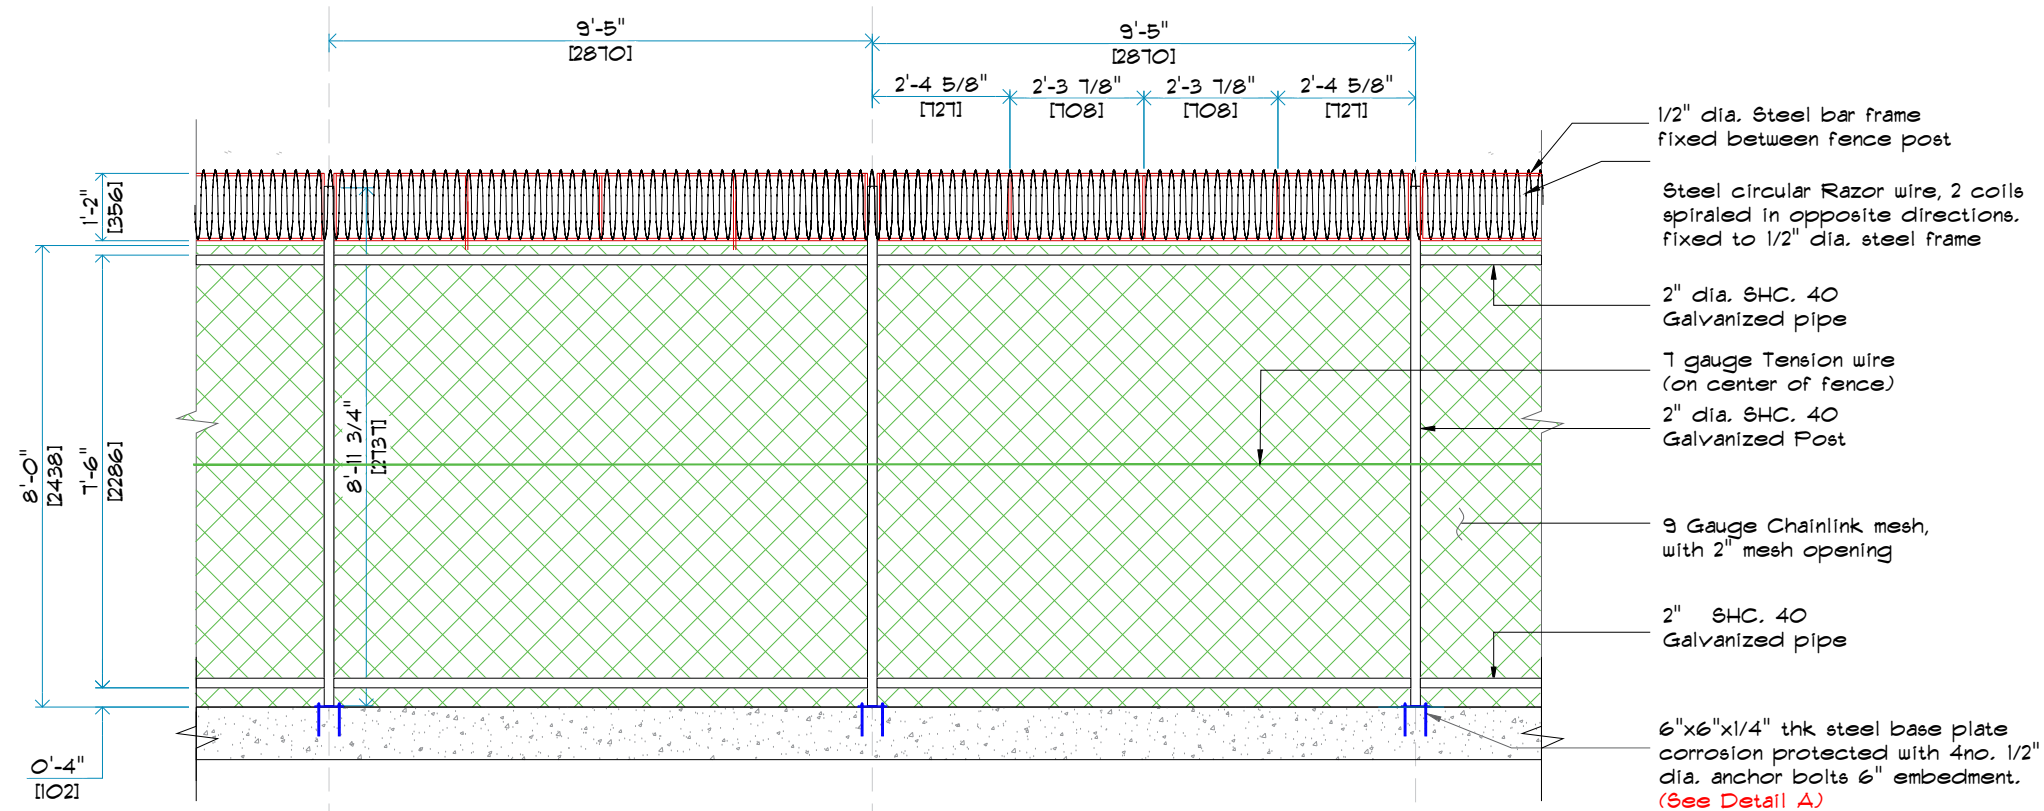 9'-5"
[2870]
9'-5"
[2870]
2'-4 5/8"
[727]
2'-3 7/8"
[708]
2'-3 7/8"
[708]
2'-4 5/8"
[727]
1'-2"
[356]
8'-0"
[2438]
7'-6"
[2286]
8'-11 3/4"
[2737]
0'-4"
[102]
1/2" dia. Steel bar frame
fixed between fence post
Steel circular Razor wire, 2 coils
spiraled in opposite directions.
fixed to 1/2" dia. steel frame
2" dia. SHC. 40
Galvanized pipe
7 gauge Tension wire
(on center of fence)
2" dia. SHC. 40
Galvanized Post
9 Gauge Chainlink mesh,
with 2" mesh opening
2" SHC. 40
Galvanized pipe
6"x6"x1/4" thk steel base plate
corrosion protected with 4no. 1/2"
dia. anchor bolts 6" embedment.
(See Detail A)